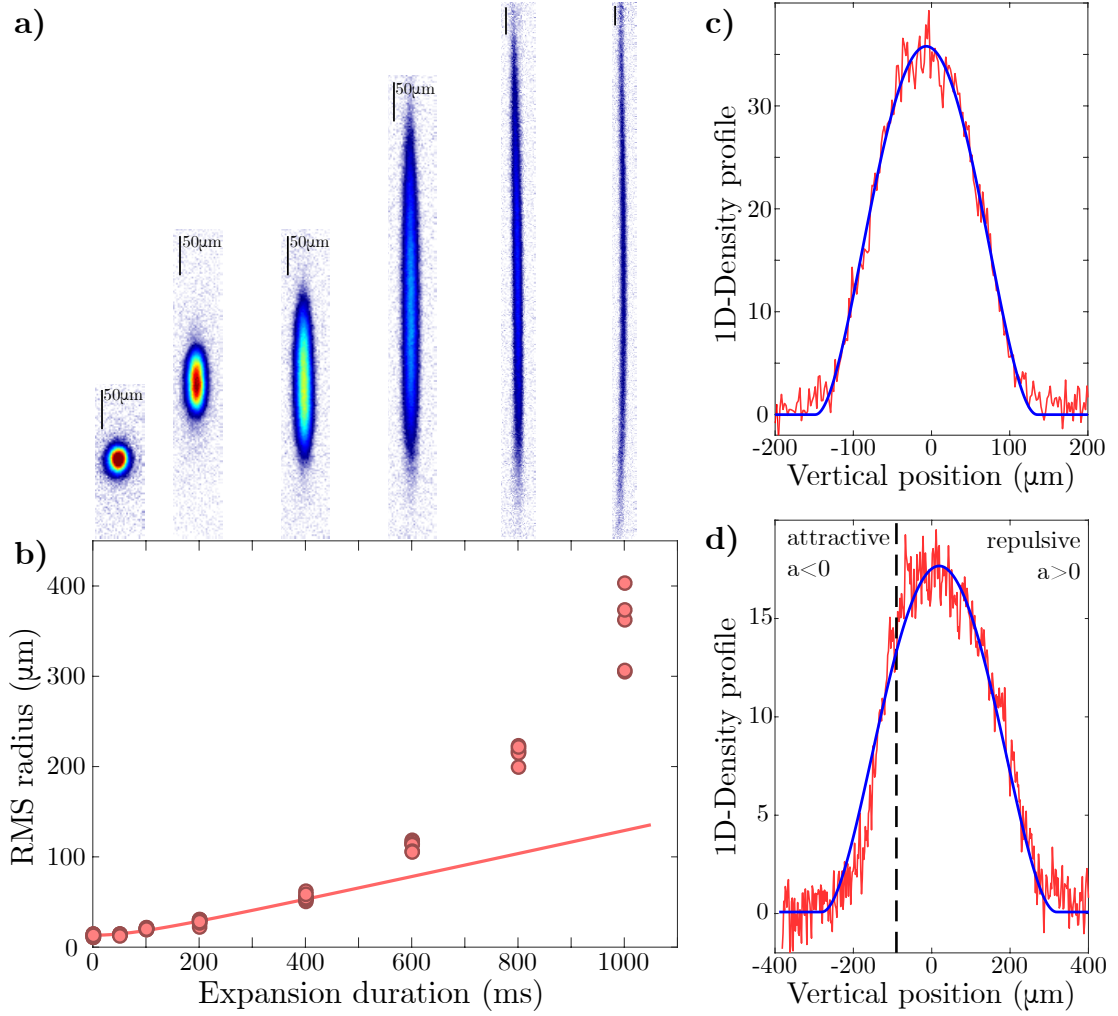 a)
50µm
50µm
50µm
50µm
b)
RMS radius (µm)
400
300
200
100
0
0
200
400
600
800
1000
Expansion duration (ms)
c)
1D-Density profile
30
20
10
0
-200
-100
0
100
200
Vertical position (µm)
d)
attractive
a<0
repulsive
a>0
1D-Density profile
15
10
5
0
-400
-200
0
200
400
Vertical position (µm)